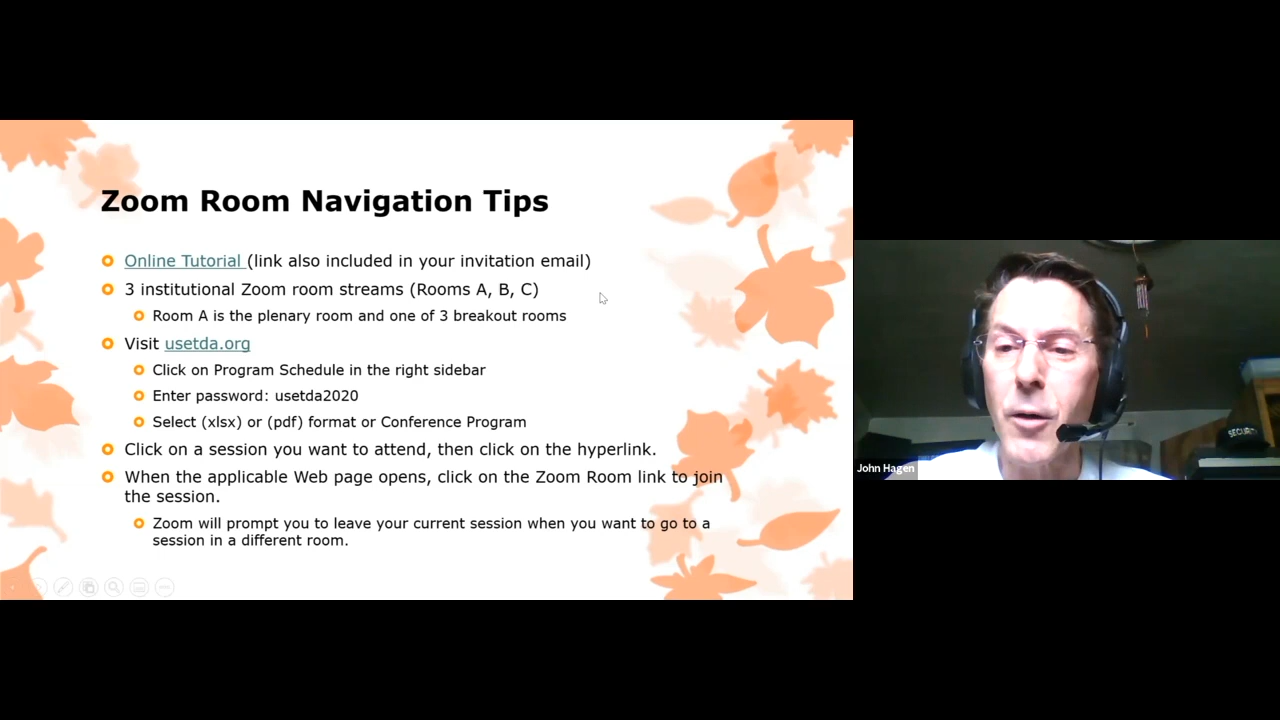 Zoom Room Navigation Tips
Online Tutorial (link also included in your invitation email)
3 institutional Zoom room streams (Rooms A, B, C)
Room A is the plenary room and one of 3 breakout rooms
Visit usetda.org
Click on Program Schedule in the right sidebar
Enter password: usetda2020
Select (xlsx) or (pdf) format or Conference Program
Click on a session you want to attend, then click on the hyperlink.
When the applicable Web page opens, click on the Zoom Room link to join
the session.
Zoom will prompt you to leave your current session when you want to go to a
session in a different room.
John Hagen